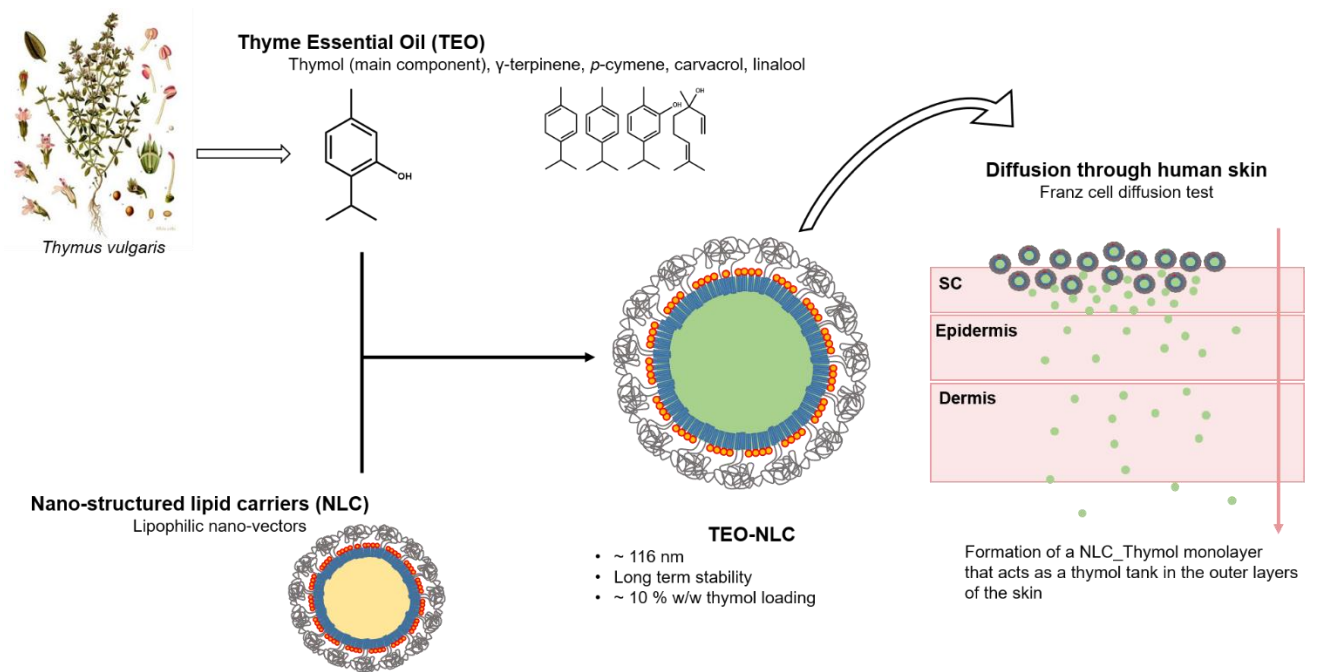 Thyme Essential Oil (TEO)
Thymol (main component), γ-terpinene, p-cymene, carvacrol, linalool
OH
OH
OH
Thymus vulgaris
Diffusion through human skin
Franz cell diffusion test
SC
Epidermis
Dermis
Nano-structured lipid carriers (NLC)
Lipophilic nano-vectors
TEO-NLC
• ~ 116 nm
• Long term stability
• ~ 10 % w/w thymol loading
Formation of a NLC_Thymol monolayer
that acts as a thymol tank in the outer layers
of the skin